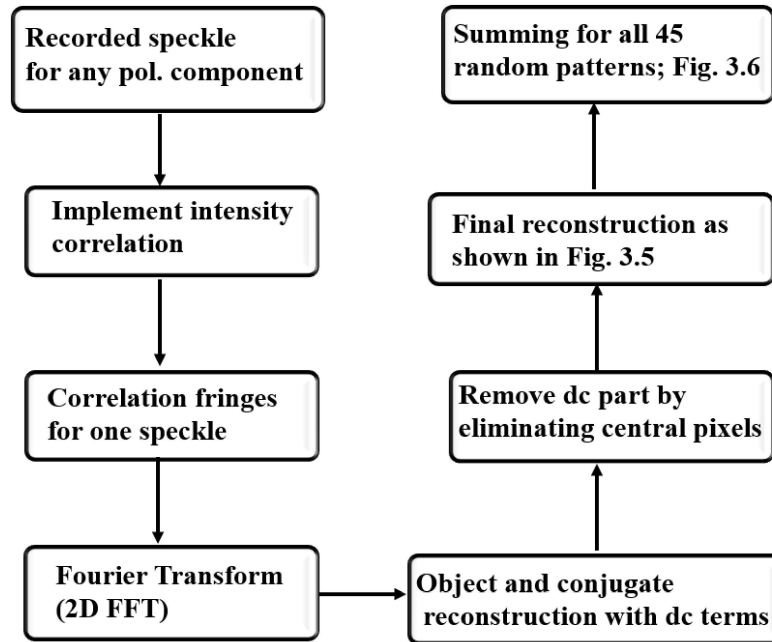 Recorded speckle
for any pol. component
Implement intensity
correlation
Correlation fringes
for one speckle
Fourier Transform
(2D FFT)
Object and conjugate
reconstruction with dc terms
Remove dc part by
eliminating central pixels
Final reconstruction as
shown in Fig. 3.5
Summing for all 45
random patterns; Fig. 3.6